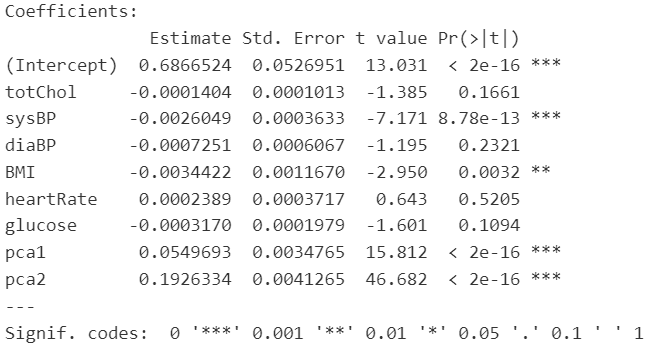 Coefficients:
Estimate Std. Error t value Pr(>|t|)
(Intercept) 0.6866524 0.0526951 13.031 < 2e-16 ***
totChol -0.0001404 0.0001013 -1.385 0.1661
sysBP -0.0026049 0.0003633 -7.171 8.78e-13 ***
diaBP -0.0007251 0.0006067 -1.195 0.2321
BMI -0.0034422 0.0011670 -2.950 0.0032 **
heartRate 0.0002389 0.0003717 0.643 0.5205
glucose -0.0003170 0.0001979 -1.601 0.1094
pca1 0.0549693 0.0034765 15.812 < 2e-16 ***
pca2 0.1926334 0.0041265 46.682 < 2e-16 ***
---
Signif. codes: 0 '***' 0.001 '**' 0.01 '*' 0.05 '.' 0.1 ' ' 1